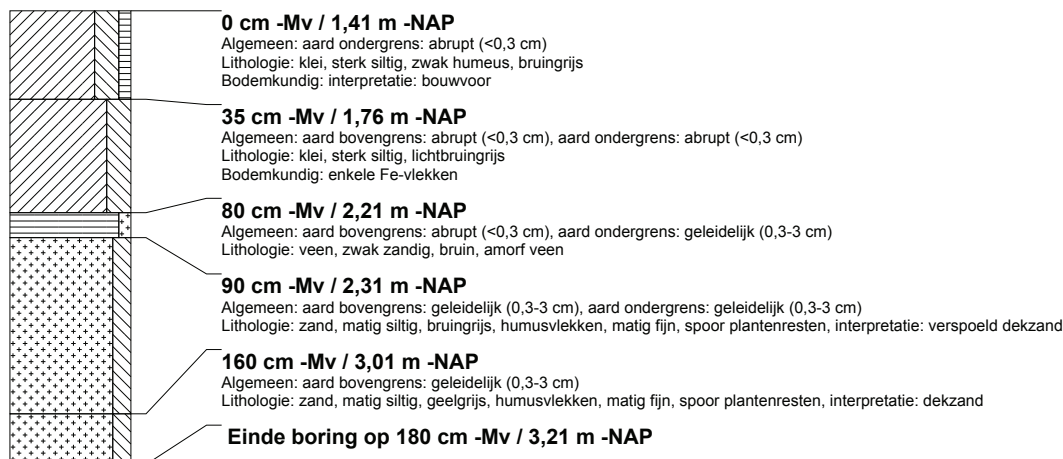 0 cm -Mv / 1,41 m -NAP
Algemeen: aard ondergrens: abrupt (<0,3 cm)
Lithologie: klei, sterk siltig, zwak humeus, bruingrijs
Bodemkundig: interpretatie: bouwvoor
35 cm -Mv / 1,76 m -NAP
Algemeen: aard bovengrens: abrupt (<0,3 cm), aard ondergrens: abrupt (<0,3 cm)
Lithologie: klei, sterk siltig, lichtbruingrijs
Bodemkundig: enkele Fe-vlekken
80 cm -Mv / 2,21 m -NAP
Algemeen: aard bovengrens: abrupt (<0,3 cm), aard ondergrens: geleidelijk (0,3-3 cm)
Lithologie: veen, zwak zandig, bruin, amorf veen
90 cm -Mv / 2,31 m -NAP
Algemeen: aard bovengrens: geleidelijk (0,3-3 cm), aard ondergrens: geleidelijk (0,3-3 cm)
Lithologie: zand, matig siltig, bruingrijs, humusvlekken, matig fijn, spoor plantenresten, interpretatie: verspoeld dekzand
160 cm -Mv / 3,01 m -NAP
Algemeen: aard bovengrens: geleidelijk (0,3-3 cm)
Lithologie: zand, matig siltig, geelgrijs, humusvlekken, matig fijn, spoor plantenresten, interpretatie: dekzand
Einde boring op 180 cm -Mv / 3,21 m -NAP